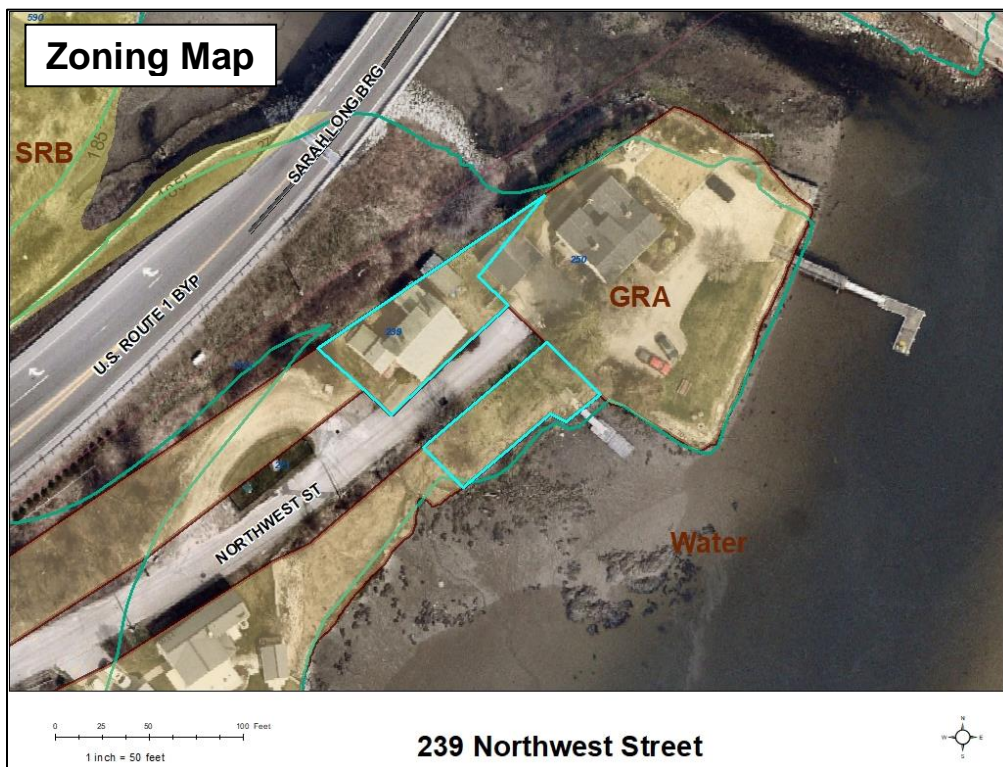 590
Zoning Map
SARAH LONG BRG
SRB
185
250
GRA
U.S. ROUTE 1 BYP
239
NORTHWEST ST
Water
0 25 50 100 Feet
1 inch = 50 feet
239 Northwest Street
N
W E
S